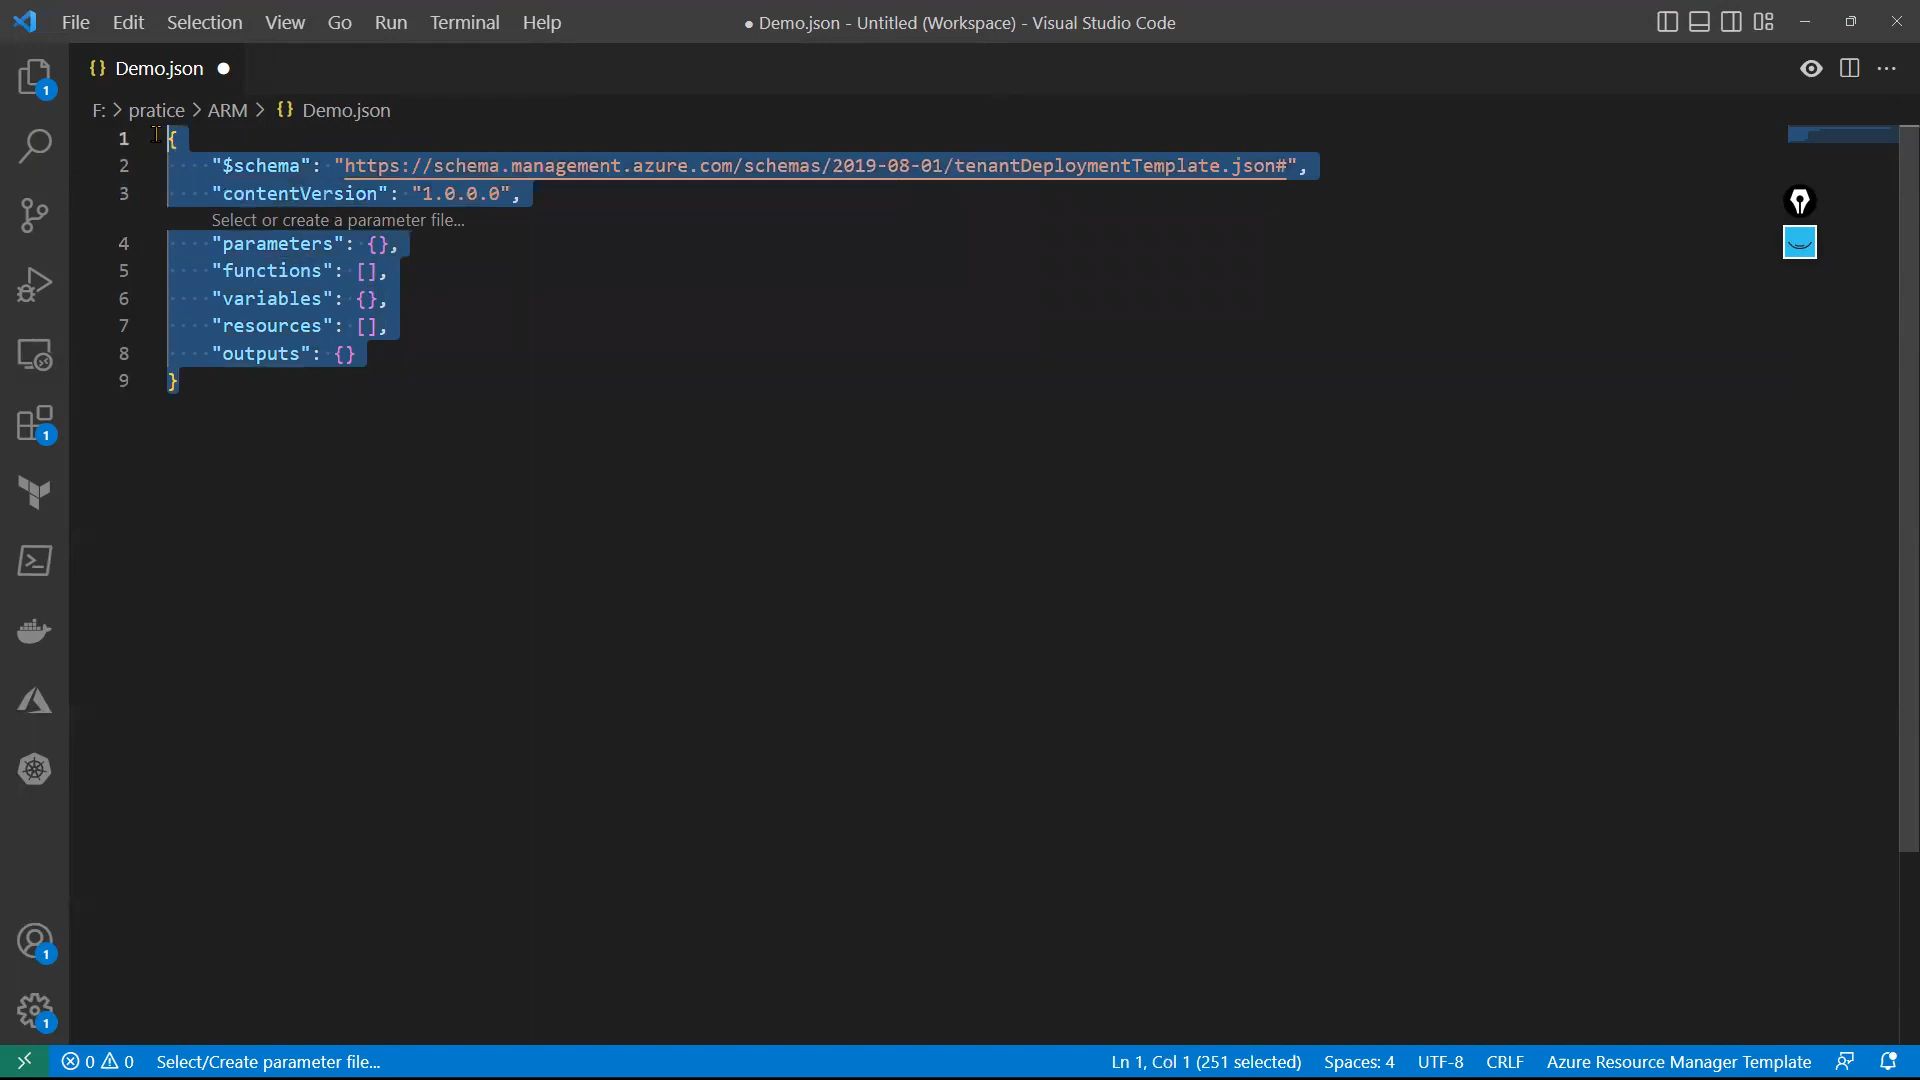 File Edit Selection View Go Run Terminal Help
● Demo.json - Untitled (Workspace) - Visual Studio Code
{} Demo.json ●
F: > pratice > ARM > {} Demo.json
1 {
2 "$schema": "https://schema.management.azure.com/schemas/2019-08-01/tenantDeploymentTemplate.json#",
3 "contentVersion": "1.0.0.0",
Select or create a parameter file...
4 "parameters": {},
5 "functions": [],
6 "variables": {},
7 "resources": [],
8 "outputs": {}
9 }
1
1
1
1
0 0 Select/Create parameter file... Ln 1, Col 1 (251 selected) Spaces: 4 UTF-8 CRLF Azure Resource Manager Template